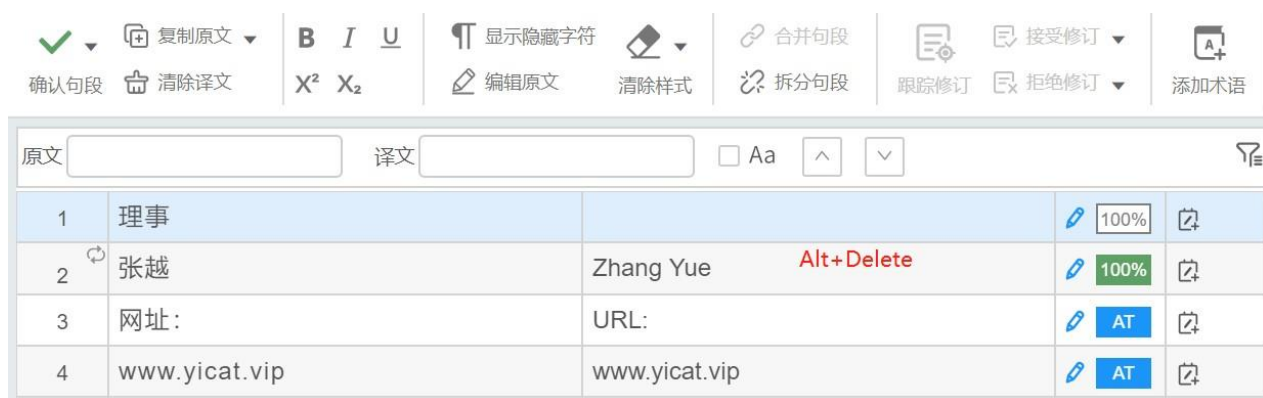 复制原文 B I U 显示隐藏字符 合并句段 接受修订
确认句段 清除译文 X² X₂ 编辑原文 清除样式 拆分句段 跟踪修订 拒绝修订 添加术语
原文 译文 Aa
1 理事 100%
2 张越 Zhang Yue Alt+Delete 100%
3 网址: URL: AT
4 www.yicat.vip www.yicat.vip AT